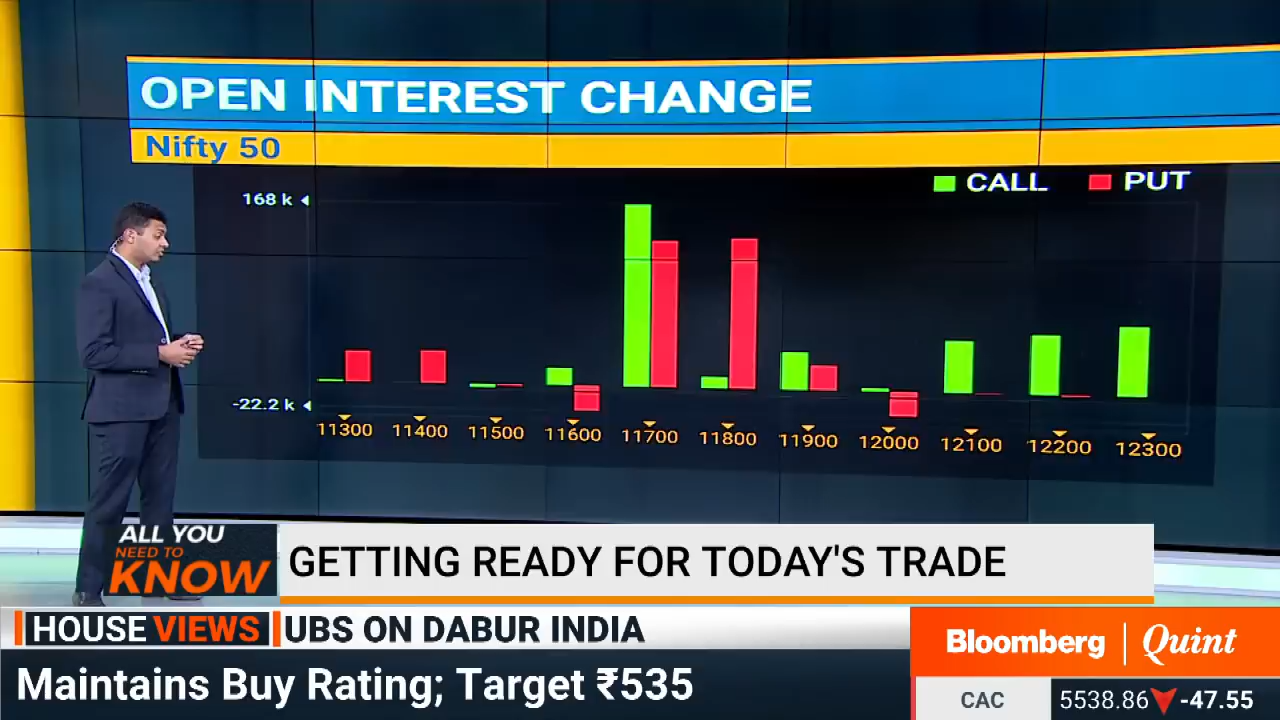 OPEN INTEREST CHANGE
Nifty 50
CALL PUT
168 k
-22.2 k
11300 11400 11500 11600 11700 11800 11900 12000 12100 12200 12300
ALL YOU
NEED TO
KNOW
GETTING READY FOR TODAY'S TRADE
HOUSE VIEWS UBS ON DABUR INDIA
Maintains Buy Rating; Target ₹535
Bloomberg | Quint
CAC 5538.86 -47.55